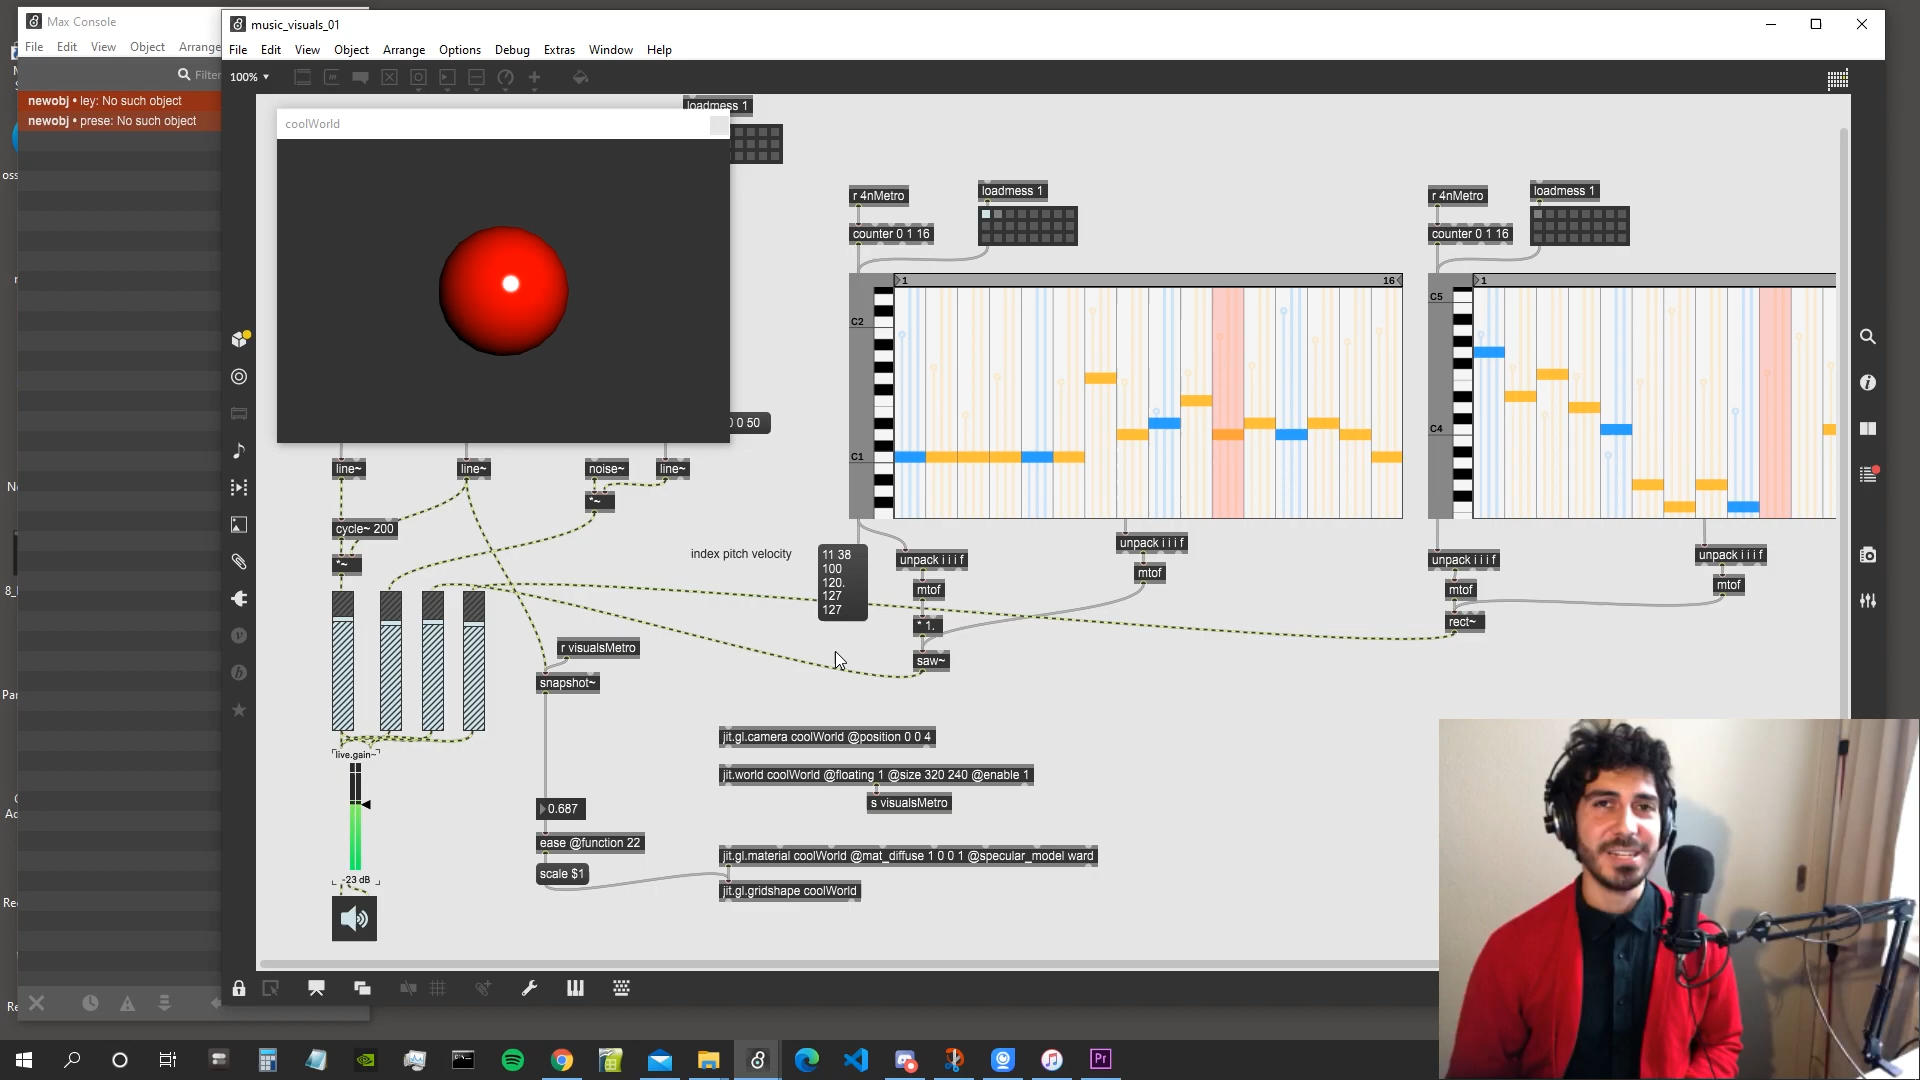 Max Console
File Edit View Object Arrange
Filter
newobj • ley: No such object
newobj • prese: No such object
music_visuals_01
File Edit View Object Arrange Options Debug Extras Window Help
100%
loadmess 1
coolWorld
0 0 50
line~
line~
noise~
line~
*~
cycle~ 200
*~
r visualsMetro
snapshot~
live.gain~
-23 dB
0.687
ease @function 22
scale $1
index pitch velocity
11 38
100
120.
127
127
r 4nMetro
loadmess 1
counter 0 1 16
1
16
C2
C1
unpack i i i f
unpack i i i f
mtof
mtof
* 1.
saw~
r 4nMetro
loadmess 1
counter 0 1 16
1
C5
C4
unpack i i i f
unpack i i i f
mtof
mtof
rect~
jit.gl.camera coolWorld @position 0 0 4
jit.world coolWorld @floating 1 @size 320 240 @enable 1
s visualsMetro
jit.gl.material coolWorld @mat_diffuse 1 0 0 1 @specular_model ward
jit.gl.gridshape coolWorld
Pr